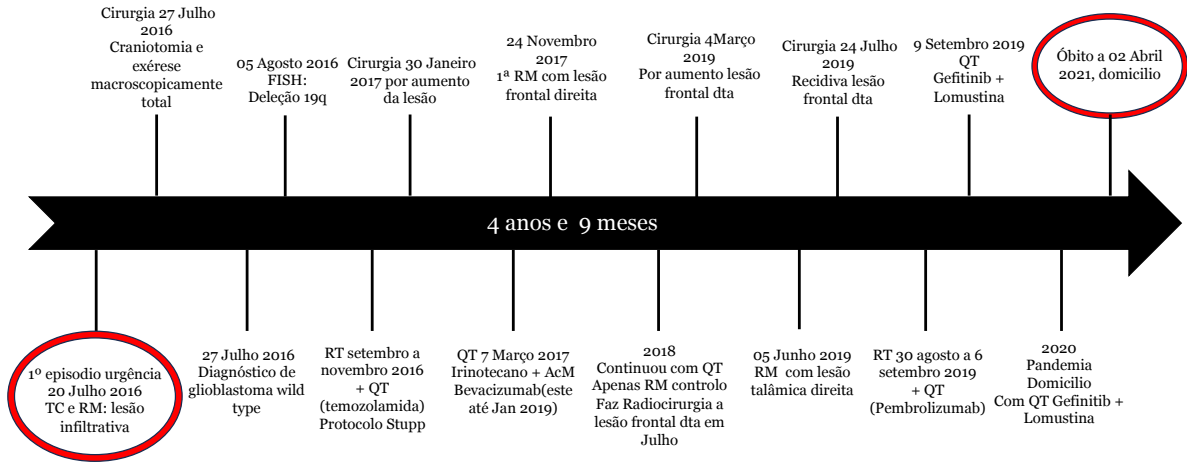 Cirurgia 27 Julho
2016
Craniotomia e
exérese
macroscopicamente
total
05 Agosto 2016
FISH:
Deleção 19q
Cirurgia 30 Janeiro
2017 por aumento
da lesão
24 Novembro
2017
1ª RM com lesão
frontal direita
Cirurgia 4Março
2019
Por aumento lesão
frontal dta
Cirurgia 24 Julho
2019
Recidiva lesão
frontal dta
9 Setembro 2019
QT
Gefitinib +
Lomustina
Óbito a 02 Abril
2021, domicilio
4 anos e 9 meses
1º episodio urgência
20 Julho 2016
TC e RM: lesão
infiltrativa
27 Julho 2016
Diagnóstico de
glioblastoma wild
type
RT setembro a
novembro 2016
+ QT
(temozolamida)
Protocolo Stupp
QT 7 Março 2017
Irinotecano + AcM
Bevacizumab(este
até Jan 2019)
2018
Continuou com QT
Apenas RM controlo
Faz Radiocirurgia a
lesão frontal dta em
Julho
05 Junho 2019
RM com lesão
talâmica direita
RT 30 agosto a 6
setembro 2019 +
QT
(Pembrolizumab)
2020
Pandemia
Domicilio
Com QT Gefinitib +
Lomustina